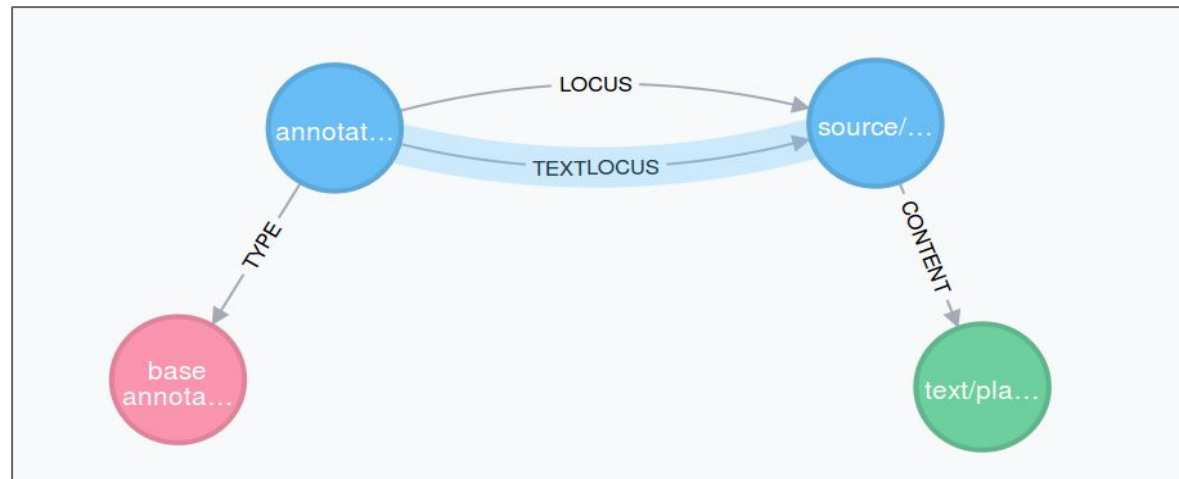 LOCUS
annotat…
source/…
TEXTLOCUS
TYPE
CONTENT
base
annota…
text/pla…